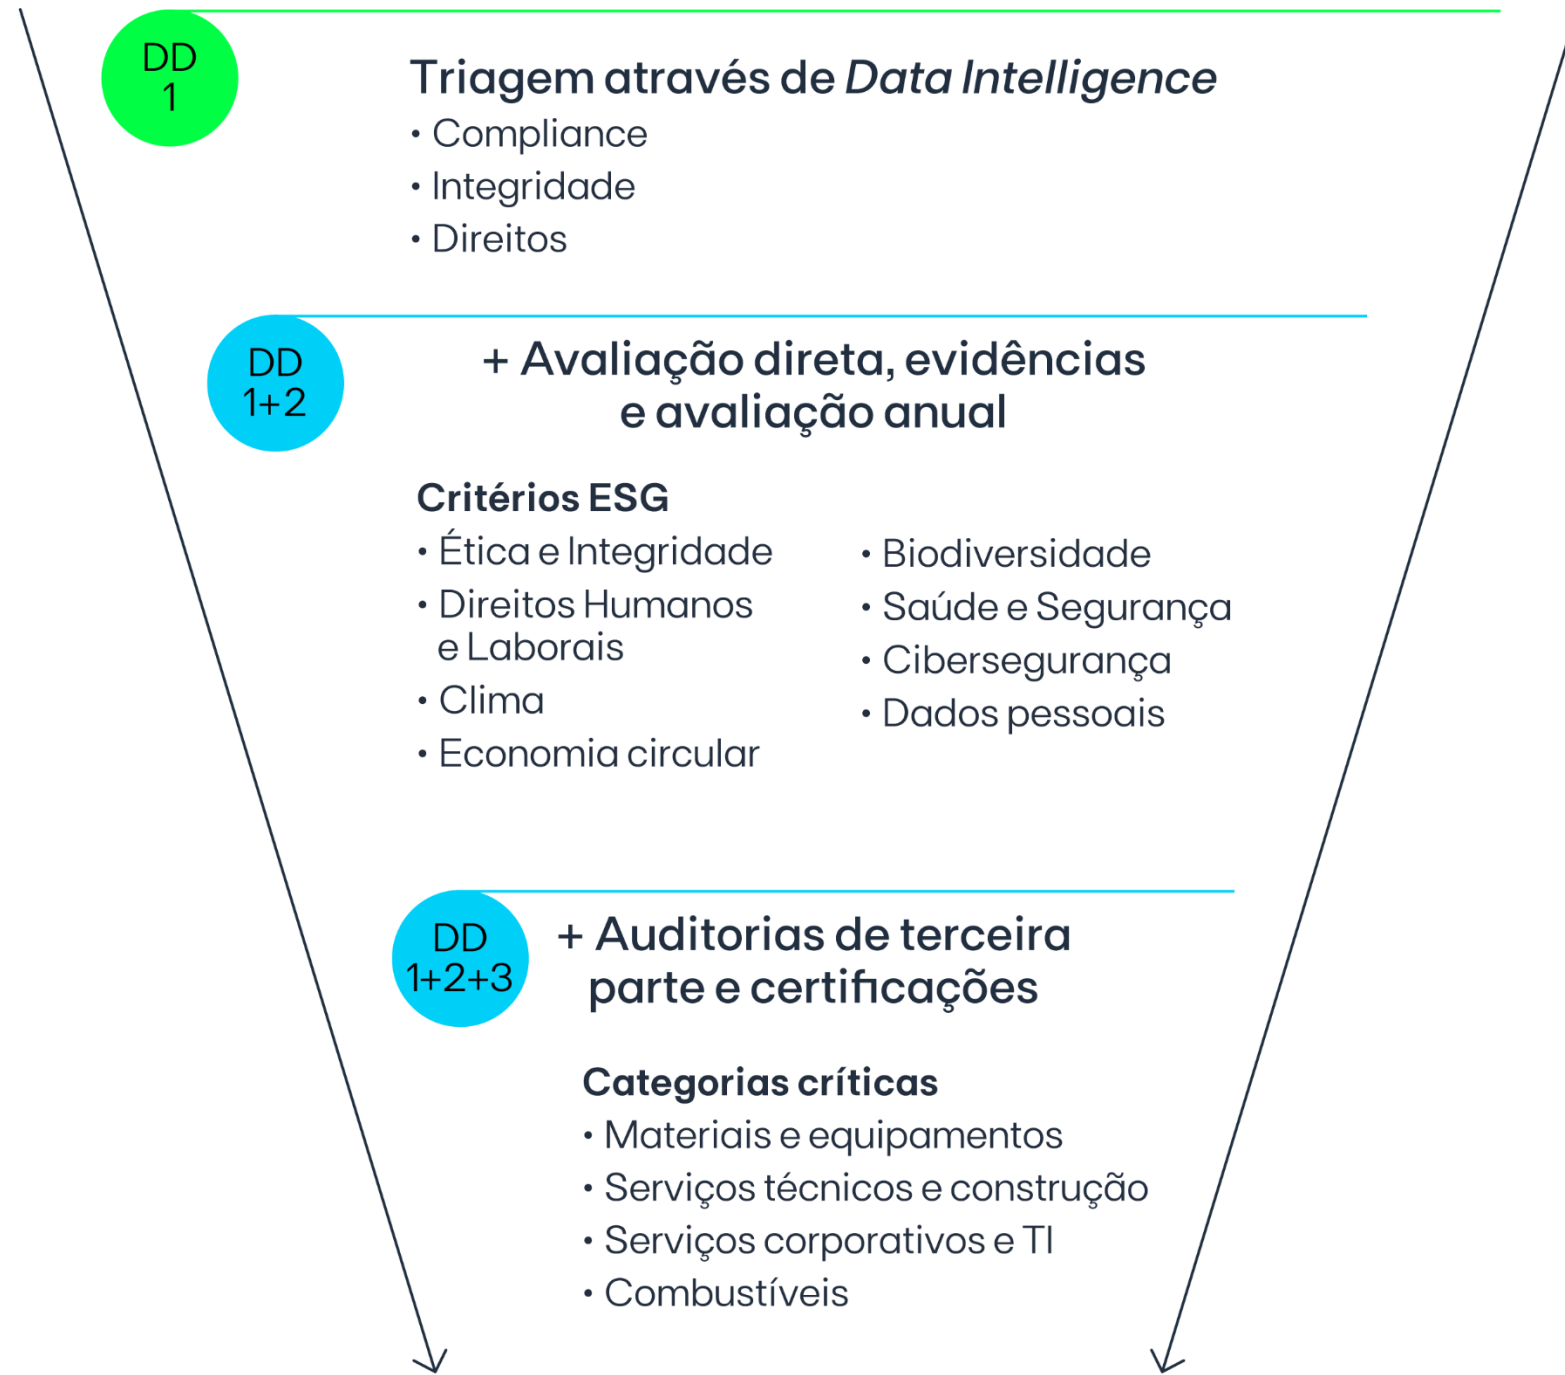 DD
1
Triagem através de Data Intelligence
• Compliance
• Integridade
• Direitos
DD
1+2
+ Avaliação direta, evidências
e avaliação anual
Critérios ESG
• Ética e Integridade
• Direitos Humanos
e Laborais
• Clima
• Economia circular
• Biodiversidade
• Saúde e Segurança
• Cibersegurança
• Dados pessoais
DD
1+2+3
+ Auditorias de terceira
parte e certificações
Categorias críticas
• Materiais e equipamentos
• Serviços técnicos e construção
• Serviços corporativos e TI
• Combustíveis